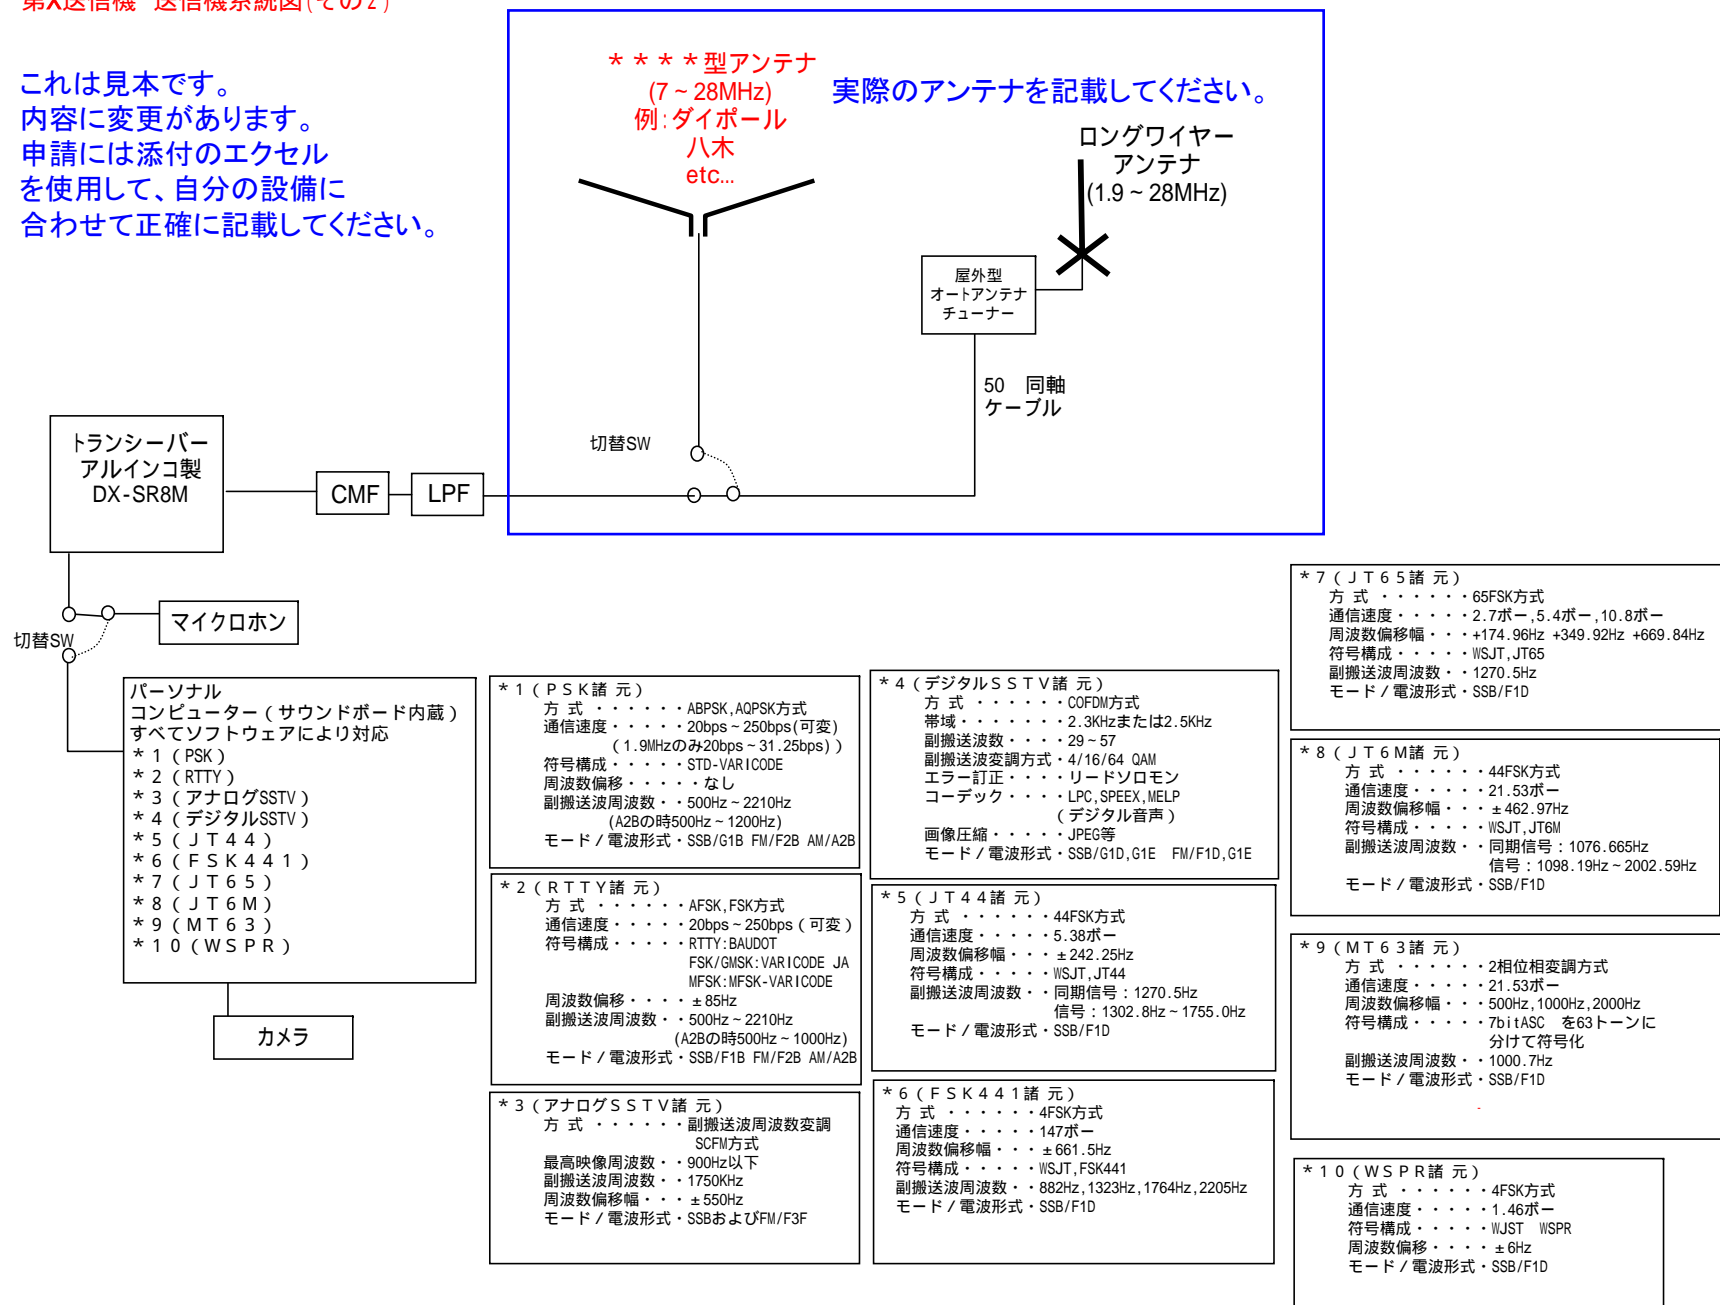 第X送信機 送信機系統図(その2)
これは見本です。
内容に変更があります。
申請には添付のエクセル
を使用して、自分の設備に
合わせて正確に記載してください。
＊＊＊＊型アンテナ
(7～28MHz)
例:ダイポール
八木
etc...
実際のアンテナを記載してください。
ロングワイヤー
アンテナ
(1.9～28MHz)
屋外型
オートアンテナ
チューナー
50　同軸
ケーブル
切替SW
トランシーバー
アルインコ製
DX-SR8M
CMF
LPF
マイクロホン
切替SW
パーソナル
コンピューター（サウンドボード内蔵）
すべてソフトウェアにより対応
＊１（PSK）
＊２（RTTY）
＊３（アナログSSTV）
＊４（デジタルSSTV）
＊５（ＪＴ４４）
＊６（ＦＳＫ４４１）
＊７（ＪＴ６５）
＊８（ＪＴ６Ｍ）
＊９（ＭＴ６３）
＊１０（ＷＳＰＲ）
カメラ
＊１（ＰＳＫ諸 元）
方 式 ・・・・・・ABPSK,AQPSK方式
通信速度・・・・・20bps～250bps(可変)
（1.9MHzのみ20bps～31.25bps)）
符号構成・・・・・STD-VARICODE
周波数偏移・・・・・なし
副搬送波周波数・・500Hz～2210Hz
(A2Bの時500Hz～1200Hz)
モード／電波形式・SSB/G1B FM/F2B AM/A2B
＊２（ＲＴＴＹ諸 元）
方 式 ・・・・・・AFSK,FSK方式
通信速度・・・・・20bps～250bps（可変）
符号構成・・・・・RTTY:BAUDOT
FSK/GMSK:VARICODE JA
MFSK:MFSK-VARICODE
周波数偏移・・・・±85Hz
副搬送波周波数・・500Hz～2210Hz
(A2Bの時500Hz～1000Hz)
モード／電波形式・SSB/F1B FM/F2B AM/A2B
＊３（アナログＳＳＴＶ諸 元）
方 式 ・・・・・・副搬送波周波数変調
SCFM方式
最高映像周波数・・900Hz以下
副搬送波周波数・・1750KHz
周波数偏移幅・・・±550Hz
モード／電波形式・SSBおよびFM/F3F
＊４（デジタルＳＳＴＶ諸 元）
方 式 ・・・・・・COFDM方式
帯域・・・・・・・2.3KHzまたは2.5KHz
副搬送波数・・・・29～57
副搬送波変調方式・4/16/64 QAM
エラー訂正・・・・リードソロモン
コーデック・・・・LPC,SPEEX,MELP
（デジタル音声）
画像圧縮・・・・・JPEG等
モード／電波形式・SSB/G1D,G1E FM/F1D,G1E
＊５（ＪＴ４４諸 元）
方 式 ・・・・・・44FSK方式
通信速度・・・・・5.38ボー
周波数偏移幅・・・±242.25Hz
符号構成・・・・・WSJT,JT44
副搬送波周波数・・同期信号：1270.5Hz
信号：1302.8Hz～1755.0Hz
モード／電波形式・SSB/F1D
＊６（ＦＳＫ４４１諸 元）
方 式 ・・・・・・4FSK方式
通信速度・・・・・147ボー
周波数偏移幅・・・±661.5Hz
符号構成・・・・・WSJT,FSK441
副搬送波周波数・・882Hz,1323Hz,1764Hz,2205Hz
モード／電波形式・SSB/F1D
＊７（ＪＴ６５諸 元）
方 式 ・・・・・・65FSK方式
通信速度・・・・・2.7ボー,5.4ボー,10.8ボー
周波数偏移幅・・・+174.96Hz +349.92Hz +669.84Hz
符号構成・・・・・WSJT,JT65
副搬送波周波数・・1270.5Hz
モード／電波形式・SSB/F1D
＊８（ＪＴ６Ｍ諸 元）
方 式 ・・・・・・44FSK方式
通信速度・・・・・21.53ボー
周波数偏移幅・・・±462.97Hz
符号構成・・・・・WSJT,JT6M
副搬送波周波数・・同期信号：1076.665Hz
信号：1098.19Hz～2002.59Hz
モード／電波形式・SSB/F1D
＊９（ＭＴ６３諸 元）
方 式 ・・・・・・2相位相変調方式
通信速度・・・・・21.53ボー
周波数偏移幅・・・500Hz,1000Hz,2000Hz
符号構成・・・・・7bitASC　を63トーンに
分けて符号化
副搬送波周波数・・1000.7Hz
モード／電波形式・SSB/F1D
＊１０（ＷＳＰＲ諸 元）
方 式 ・・・・・・4FSK方式
通信速度・・・・・1.46ボー
符号構成・・・・・WJST　WSPR
周波数偏移・・・・±6Hz
モード／電波形式・SSB/F1D